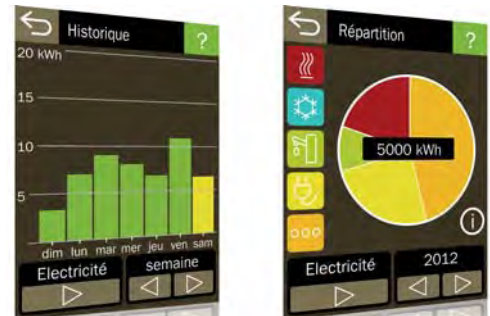 Historique
?
20 kWh
15
10
5
dim lun mar mer jeu ven sam
Electricité
semaine
Répartition
?
5000 kWh
i
Electricité
2012